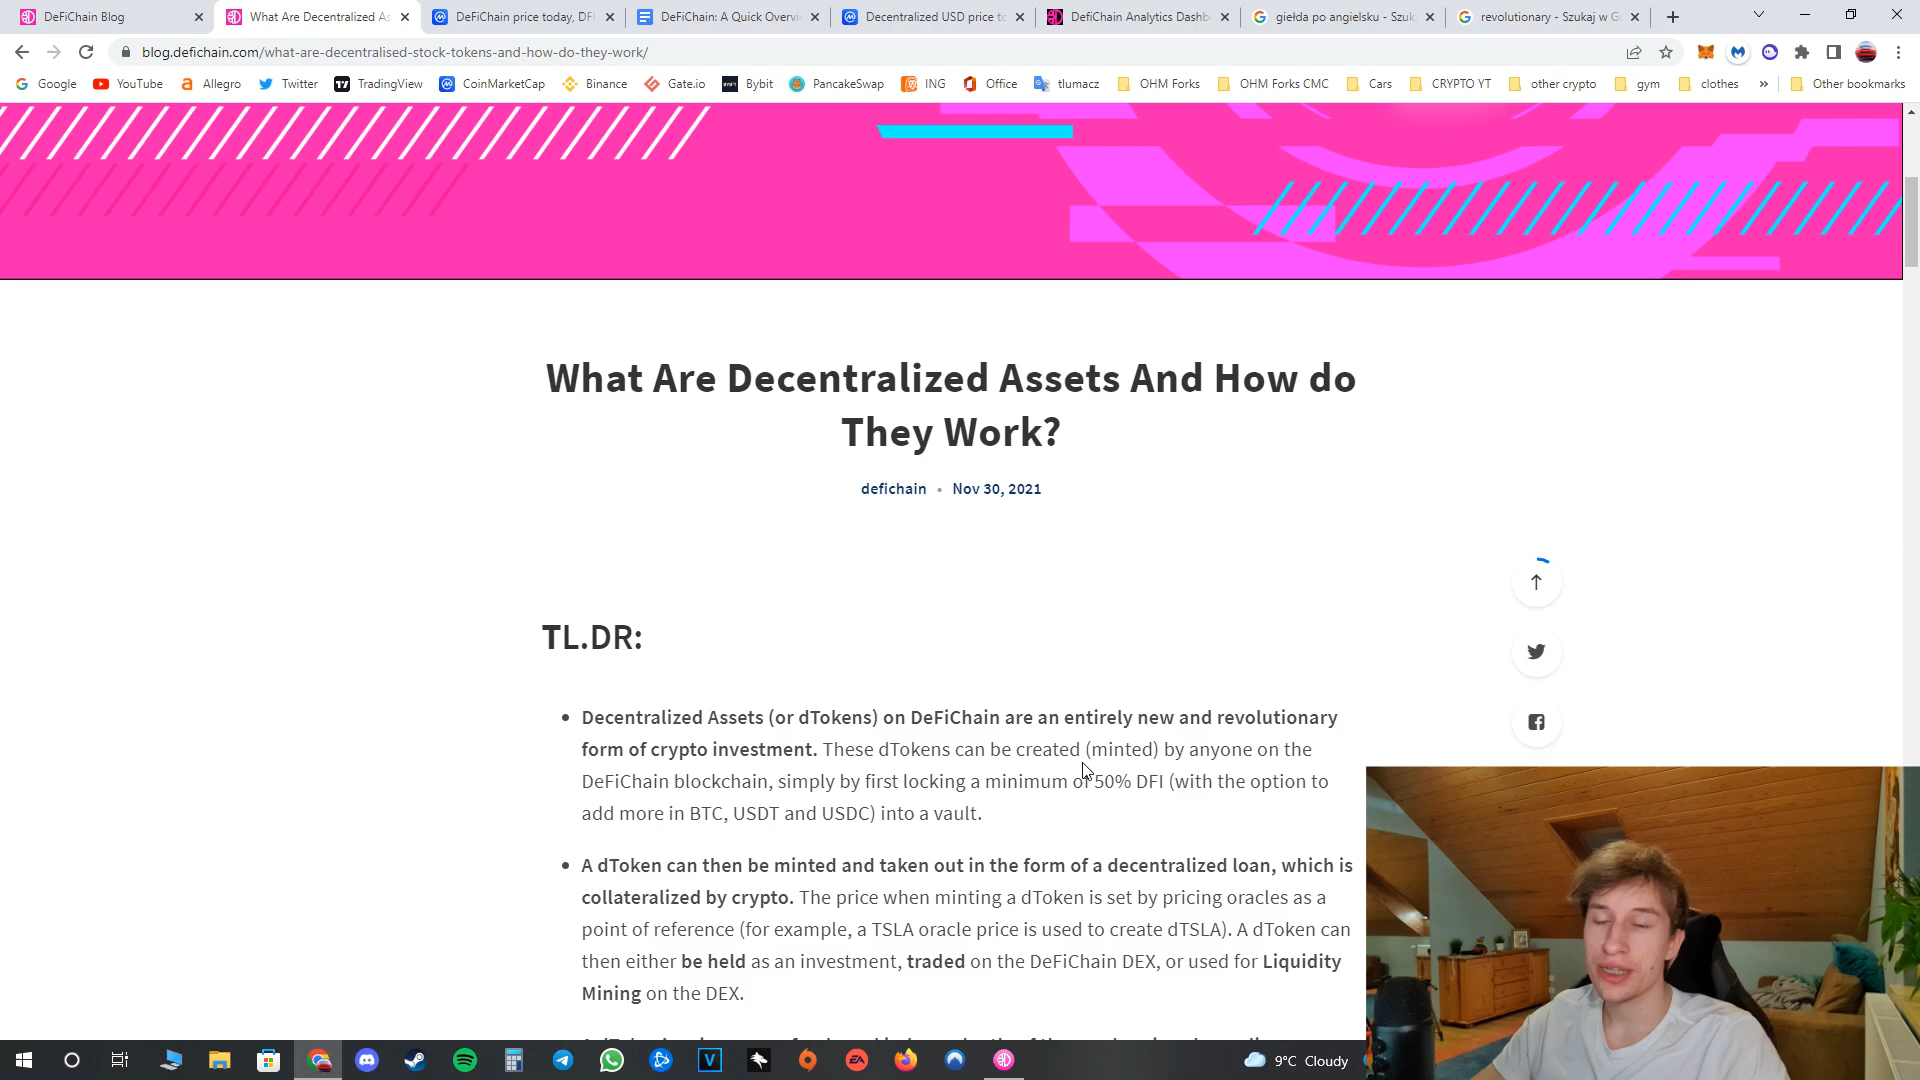 DeFiChain Blog
What Are Decentralized As
DeFiChain price today, DFI
DeFiChain: A Quick Overvi
Decentralized USD price to
DeFiChain Analytics Dashb
giełda po angielsku - Szuk
revolutionary - Szukaj w G
blog.defichain.com/what-are-decentralised-stock-tokens-and-how-do-they-work/
Google
YouTube
Allegro
Twitter
TradingView
CoinMarketCap
Binance
Gate.io
Bybit
PancakeSwap
ING
Office
tlumacz
OHM Forks
OHM Forks CMC
Cars
CRYPTO YT
other crypto
gym
clothes
Other bookmarks
What Are Decentralized Assets And How do
They Work?
defichain • Nov 30, 2021
TL.DR:
Decentralized Assets (or dTokens) on DeFiChain are an entirely new and revolutionary
form of crypto investment. These dTokens can be created (minted) by anyone on the
DeFiChain blockchain, simply by first locking a minimum of 50% DFI (with the option to
add more in BTC, USDT and USDC) into a vault.
A dToken can then be minted and taken out in the form of a decentralized loan, which is
collateralized by crypto. The price when minting a dToken is set by pricing oracles as a
point of reference (for example, a TSLA oracle price is used to create dTSLA). A dToken can
then either be held as an investment, traded on the DeFiChain DEX, or used for Liquidity
Mining on the DEX.
9°C Cloudy